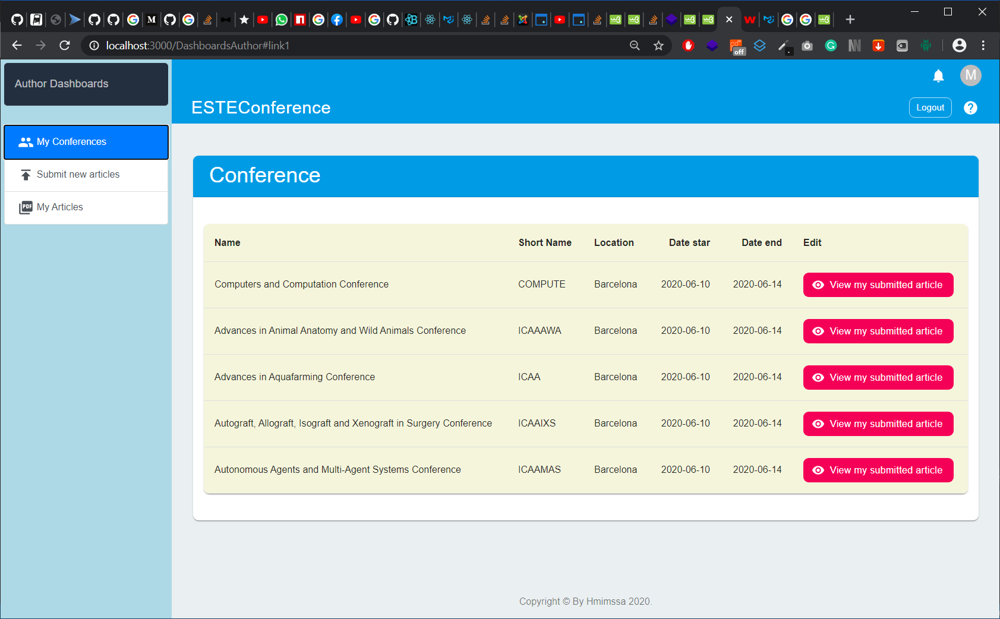 localhost:3000/DashboardsAuthor#link1
off
Author Dashboards
M
ESTEConference
Logout
My Conferences
Submit new articles
PDF My Articles
Conference
Name Short Name Location Date star Date end Edit
Computers and Computation Conference COMPUTE Barcelona 2020-06-10 2020-06-14 View my submitted article
Advances in Animal Anatomy and Wild Animals Conference ICAAAWA Barcelona 2020-06-10 2020-06-14 View my submitted article
Advances in Aquafarming Conference ICAA Barcelona 2020-06-10 2020-06-14 View my submitted article
Autograft, Allograft, Isograft and Xenograft in Surgery Conference ICAAIXS Barcelona 2020-06-10 2020-06-14 View my submitted article
Autonomous Agents and Multi-Agent Systems Conference ICAAMAS Barcelona 2020-06-10 2020-06-14 View my submitted article
Copyright © By Hmimssa 2020.